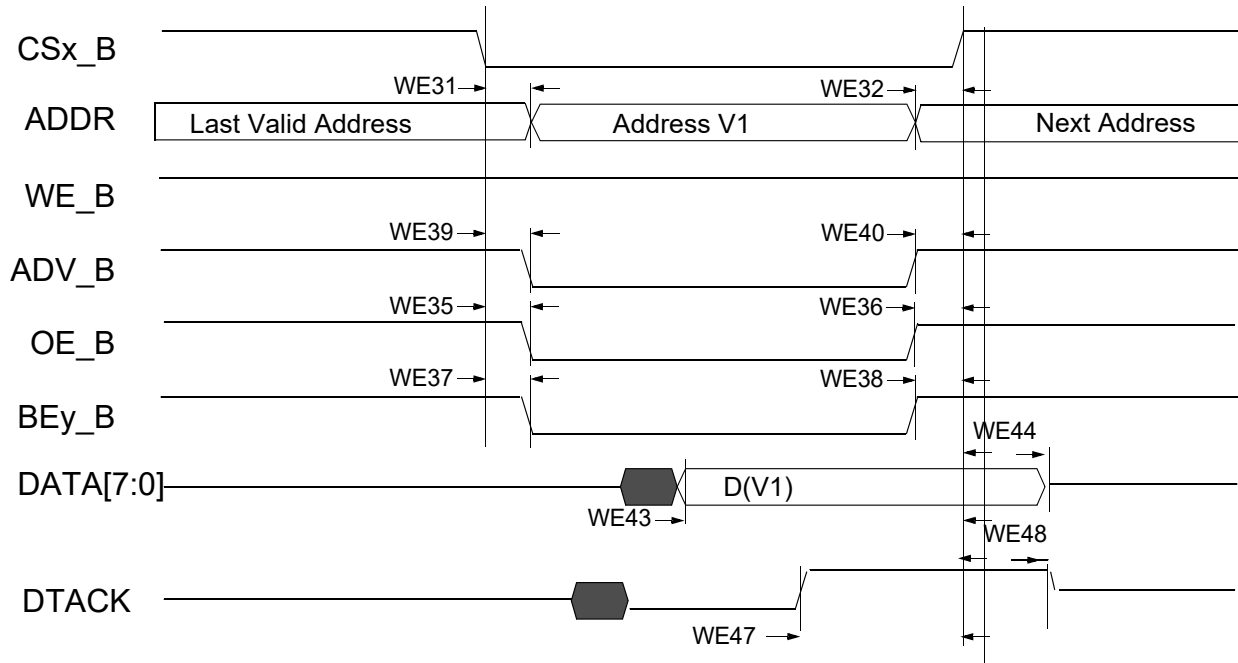 CSx_B
WE31
WE32
ADDR
Last Valid Address
Address V1
Next Address
WE_B
WE39
WE40
ADV_B
WE35
WE36
OE_B
WE37
WE38
BEy_B
WE44
DATA[7:0]
D(V1)
WE43
WE48
DTACK
WE47